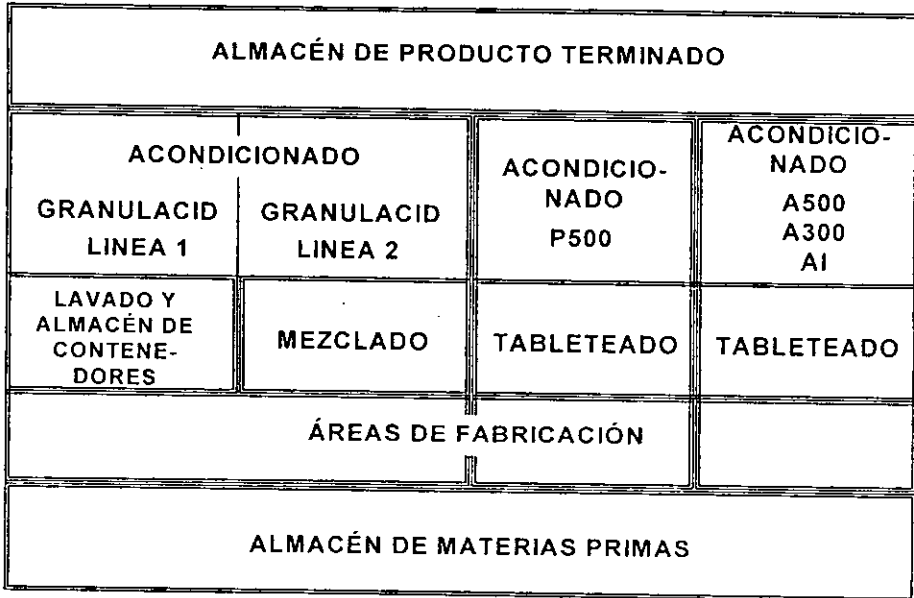 ALMACÉN DE PRODUCTO TERMINADO
ACONDICIONADO
GRANULACID
LINEA 1
GRANULACID
LINEA 2
ACONDICIO-
NADO
P500
ACONDICIO-
NADO
A500
A300
AI
LAVADO Y
ALMACÉN DE
CONTENE-
DORES
MEZCLADO
TABLETEADO
TABLETEADO
ÁREAS DE FABRICACIÓN
ALMACÉN DE MATERIAS PRIMAS